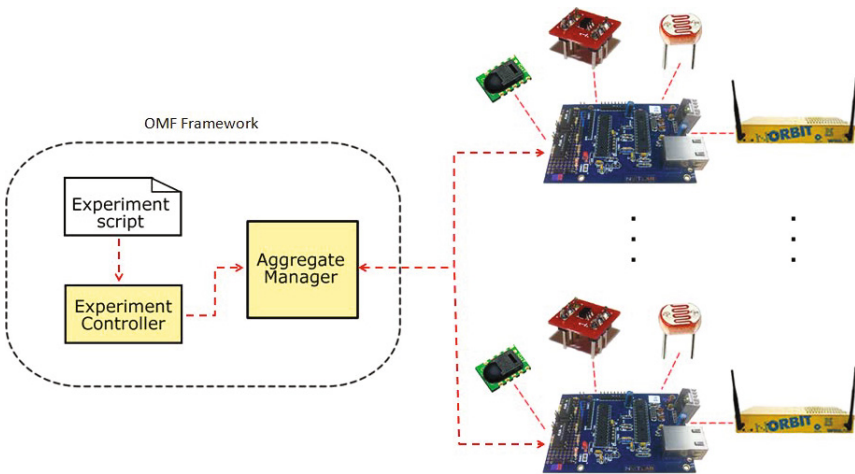 OMF Framework
Experiment
script
Experiment
Controller
Aggregate
Manager
ORBIT
ORBIT